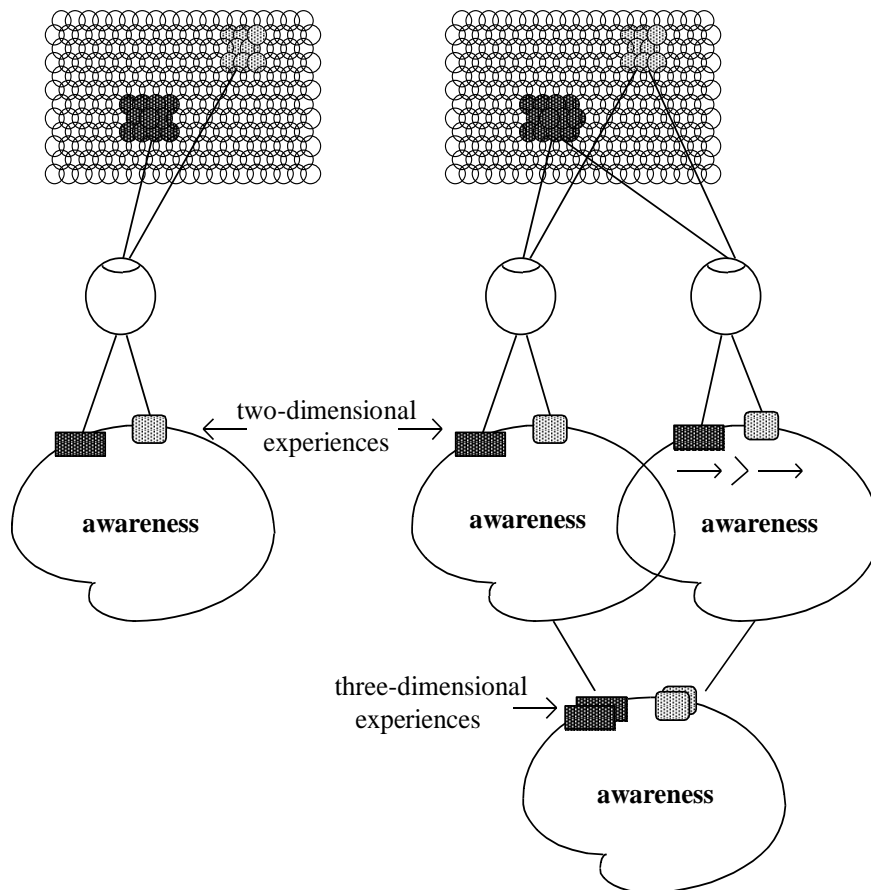 two-dimensional
experiences
awareness
awareness
awareness
three-dimensional
experiences
awareness